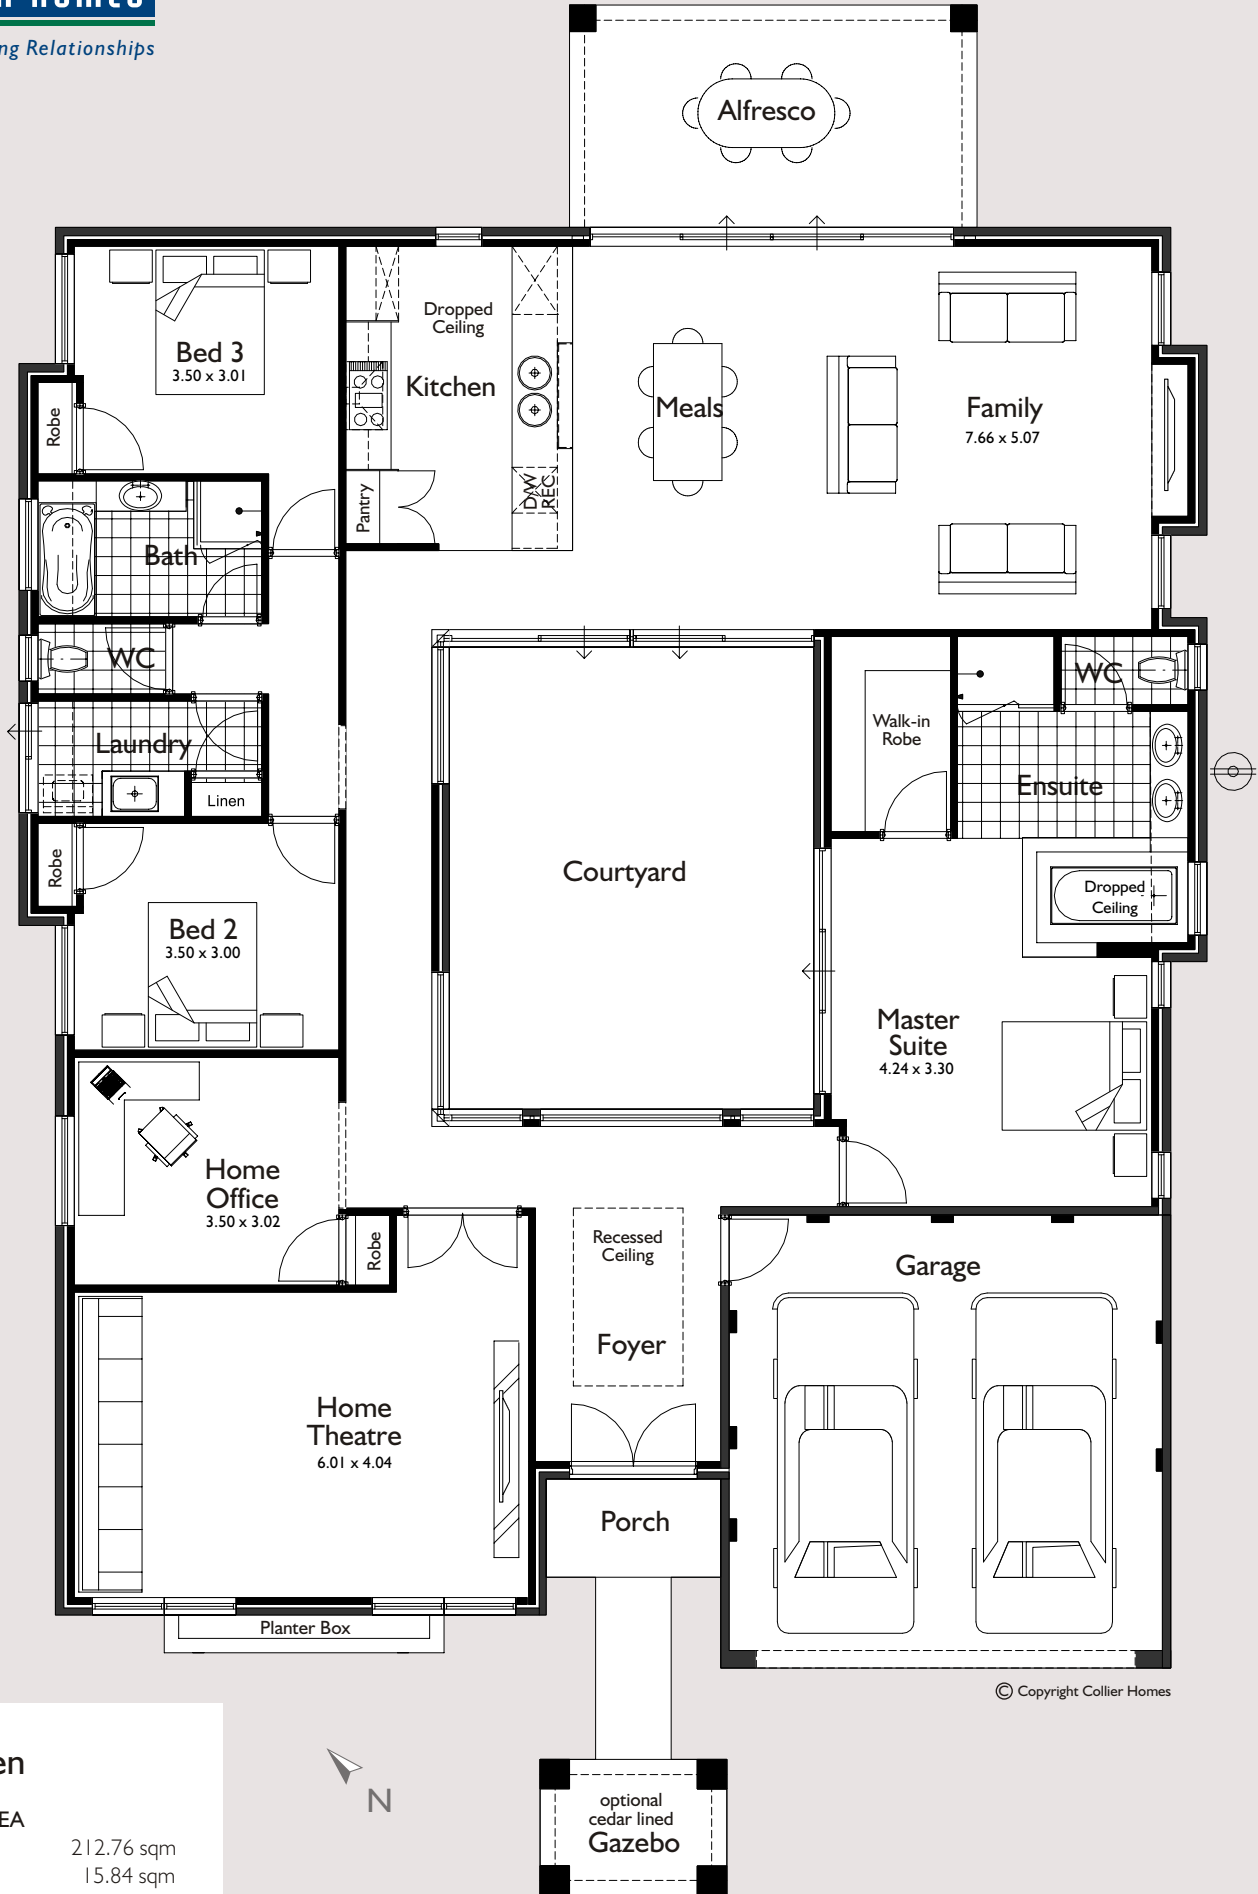 ng Relationships
Alfresco
Bed 3
3.50 x 3.01
Robe
Dropped
Ceiling
Kitchen
Pantry
D/W
REC
Meals
Family
7.66 x 5.07
Bath
WC
Laundry
Linen
Robe
Bed 2
3.50 x 3.00
Courtyard
Walk-in
Robe
WC
Ensuite
Dropped
Ceiling
Master
Suite
4.24 x 3.30
Home
Office
3.50 x 3.02
Robe
Recessed
Ceiling
Foyer
Garage
Home
Theatre
6.01 x 4.04
Porch
Planter Box
© Copyright Collier Homes
en
EA
212.76 sqm
15.84 sqm
N
optional
cedar lined
Gazebo